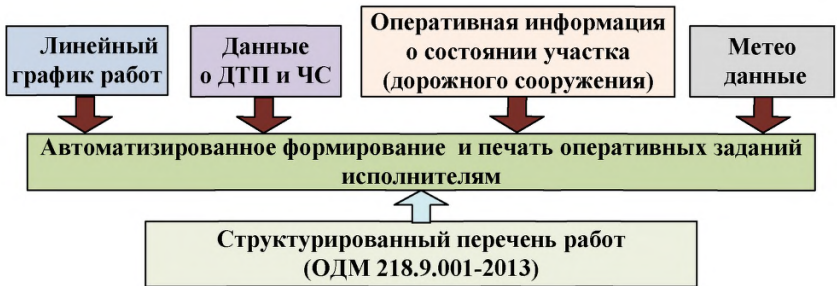 Линейный
график работ
Данные
о ДТП и ЧС
Оперативная информация
о состоянии участка
(дорожного сооружения)
Метео
данные
Автоматизированное формирование и печать оперативных заданий
исполнителям
Структурированный перечень работ
(ОДМ 218.9.001-2013)